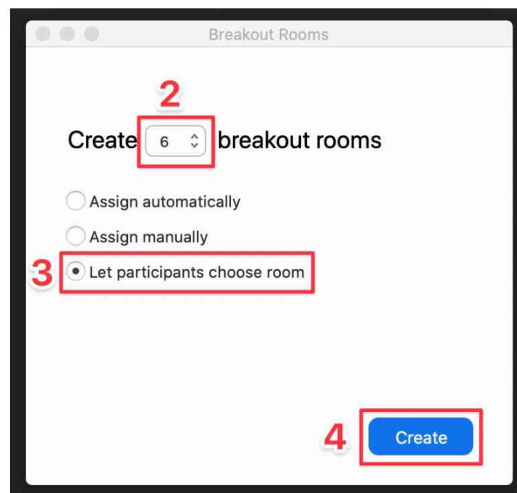 Breakout Rooms
2
Create 6 breakout rooms
Assign automatically
Assign manually
3 Let participants choose room
4 Create